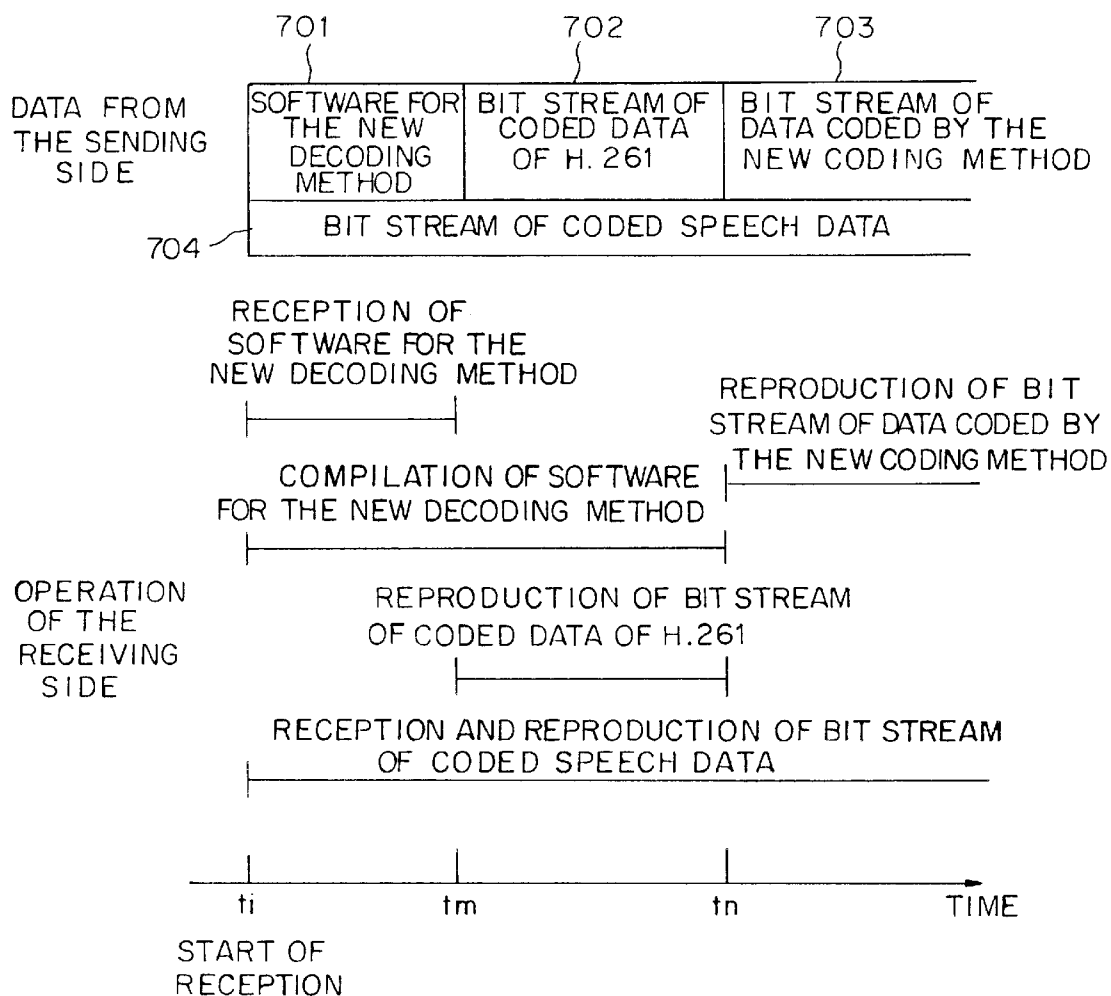 701
702
703
DATA FROM
THE SENDING
SIDE
SOFTWARE FOR
THE NEW
DECODING
METHOD
BIT STREAM OF
CODED DATA
OF H. 261
BIT STREAM OF
DATA CODED BY THE
NEW CODING METHOD
704
BIT STREAM OF CODED SPEECH DATA
RECEPTION OF
SOFTWARE FOR THE
NEW DECODING METHOD
REPRODUCTION OF BIT
STREAM OF DATA CODED BY
THE NEW CODING METHOD
COMPILATION OF SOFTWARE
FOR THE NEW DECODING METHOD
OPERATION
OF THE
RECEIVING
SIDE
REPRODUCTION OF BIT STREAM
OF CODED DATA OF H.261
RECEPTION AND REPRODUCTION OF BIT STREAM
OF CODED SPEECH DATA
ti
tm
tn
TIME
START OF
RECEPTION